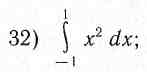 32) ∫₋₁¹ x² dx;